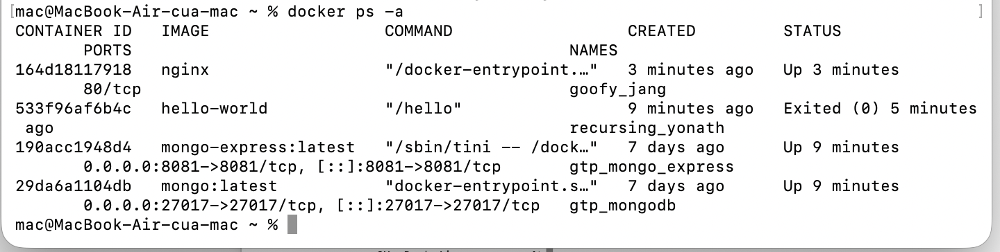 [mac@MacBook-Air-cua-mac ~ % docker ps -a ]
CONTAINER ID   IMAGE                  COMMAND                  CREATED         STATUS
       PORTS                                              NAMES
164d18117918   nginx                  "/docker-entrypoint.…"   3 minutes ago   Up 3 minutes
       80/tcp                                             goofy_jang
533f96af6b4c   hello-world            "/hello"                 9 minutes ago   Exited (0) 5 minutes
 ago                                                      recursing_yonath
190acc1948d4   mongo-express:latest   "/sbin/tini -- /dock…"   7 days ago      Up 9 minutes
       0.0.0.0:8081->8081/tcp, [::]:8081->8081/tcp        gtp_mongo_express
29da6a1104db   mongo:latest           "docker-entrypoint.s…"   7 days ago      Up 9 minutes
       0.0.0.0:27017->27017/tcp, [::]:27017->27017/tcp    gtp_mongodb
mac@MacBook-Air-cua-mac ~ %